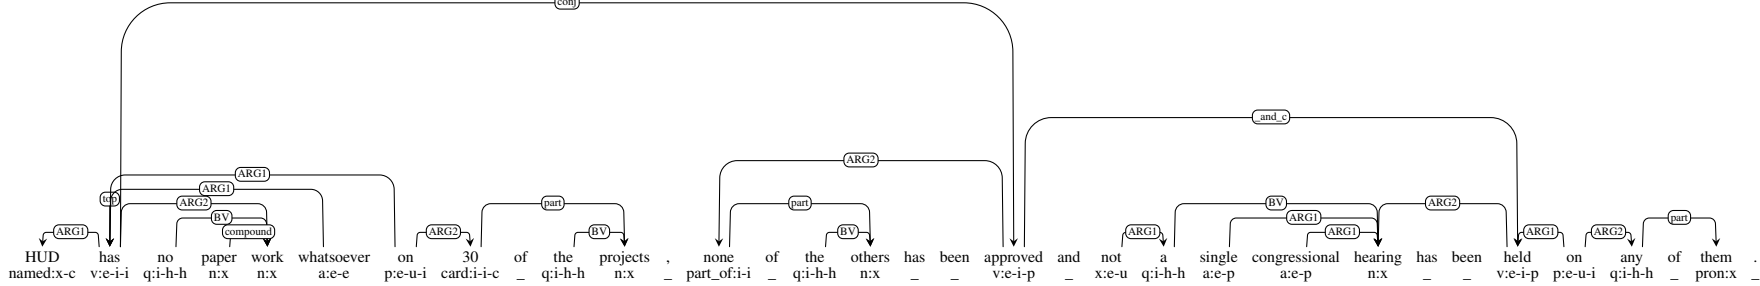 conj
_and_c
ARG2
ARG1
ARG1
top
ARG2
part
part
BV
ARG2
BV
ARG1
part
ARG1
compound
ARG2
BV
BV
ARG1
ARG1
ARG1
ARG2
HUD has no paper work whatsoever on 30 of the projects , none of the others has been approved and not a single congressional hearing has been held on any of them .
named:x-c v:e-i-i q:i-h-h n:x n:x a:e-e p:e-u-i card:i-i-c _ q:i-h-h n:x _ part_of:i-i _ q:i-h-h n:x _ _ v:e-i-p _ x:e-u q:i-h-h a:e-p a:e-p n:x _ _ v:e-i-p p:e-u-i q:i-h-h _ pron:x _